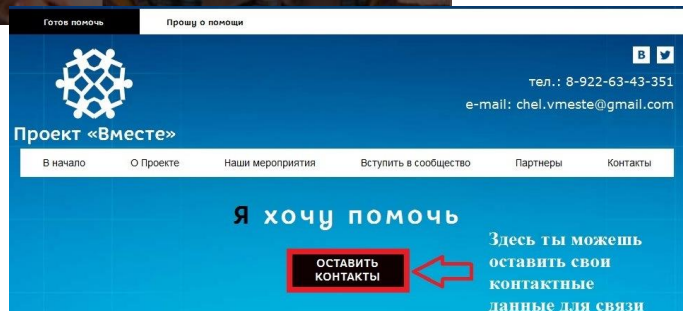 Готов помочь
Прошу о помощи
В
тел.: 8-922-63-43-351
e-mail: chel.vmeste@gmail.com
Проект «Вместе»
В начало О Проекте Наши мероприятия Вступить в сообщество Партнеры Контакты
Я хочу помочь
ОСТАВИТЬ
КОНТАКТЫ
Здесь ты можешь
оставить свои
контактные
данные для связи